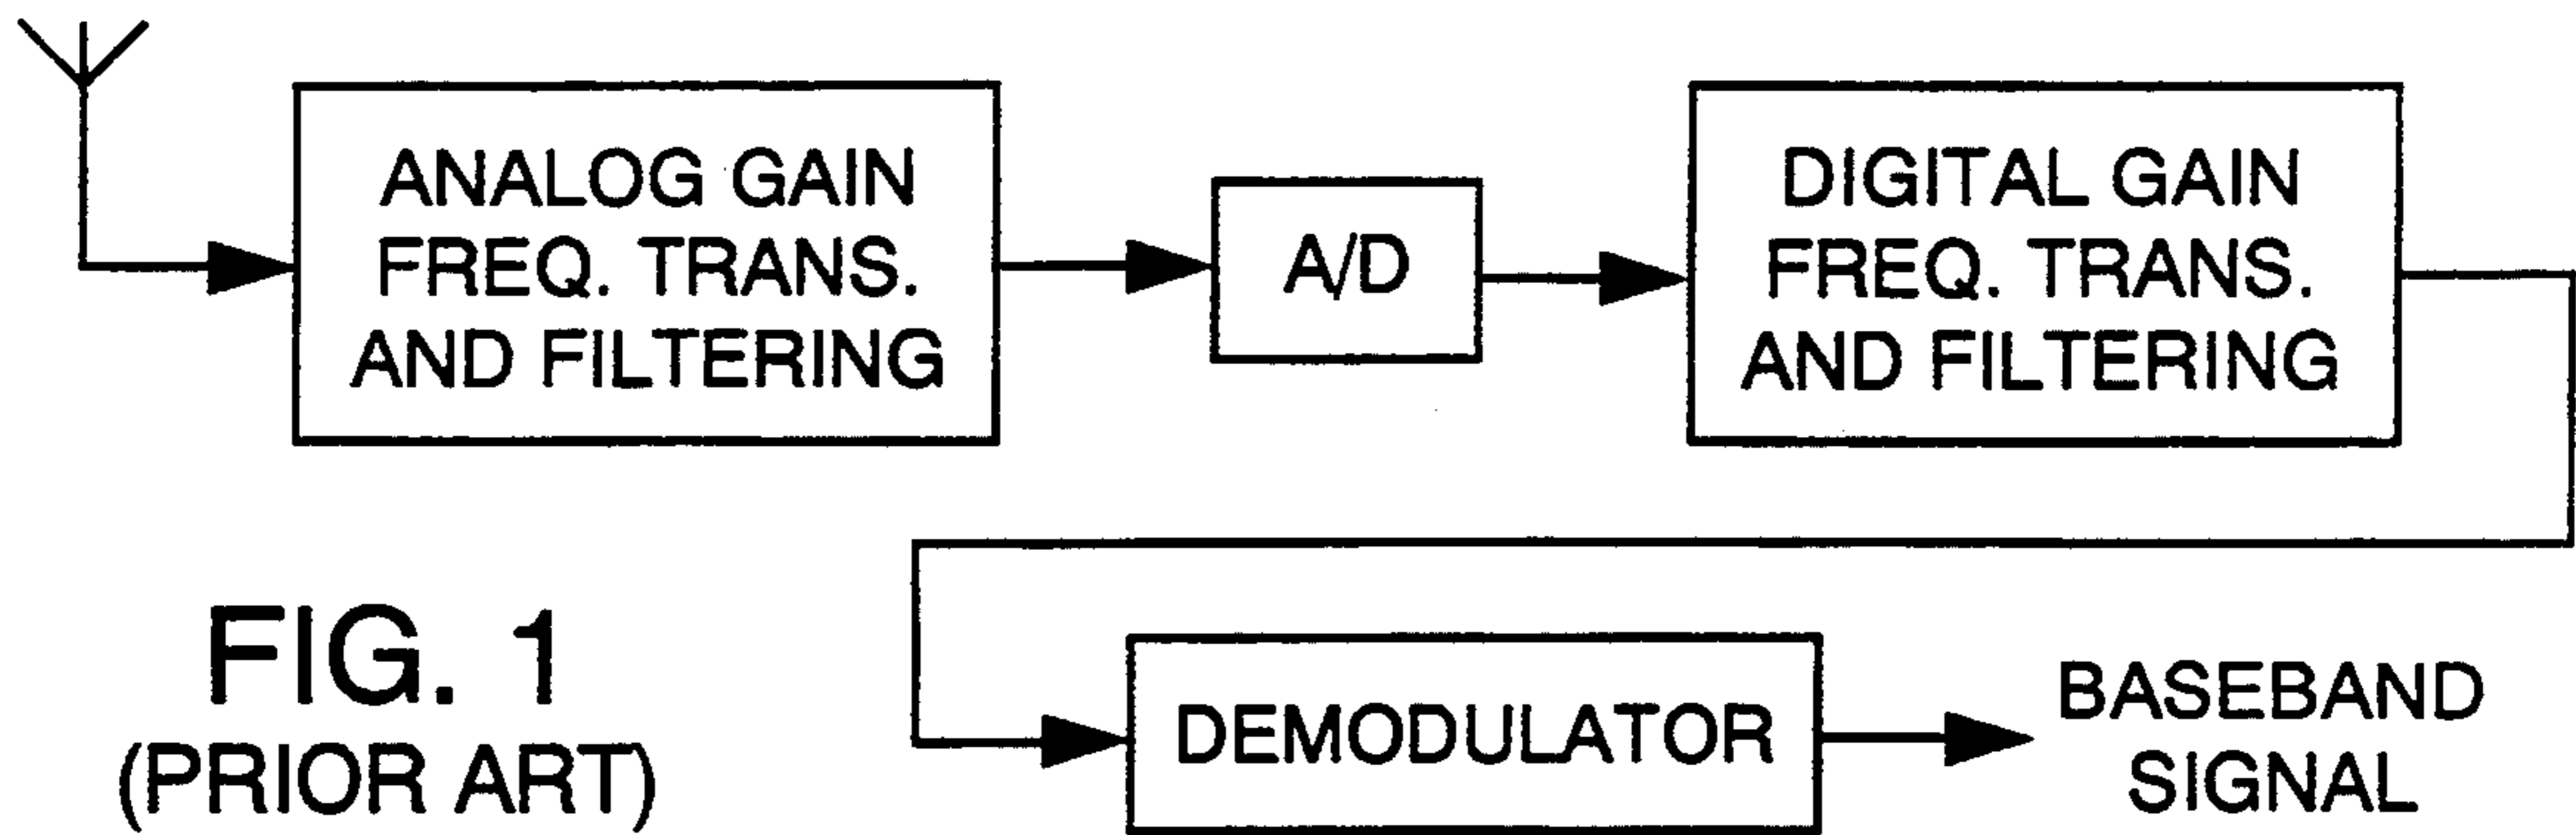 ANALOG GAIN
FREQ. TRANS.
AND FILTERING
A/D
DIGITAL GAIN
FREQ. TRANS.
AND FILTERING
DEMODULATOR
BASEBAND
SIGNAL
FIG. 1
(PRIOR ART)